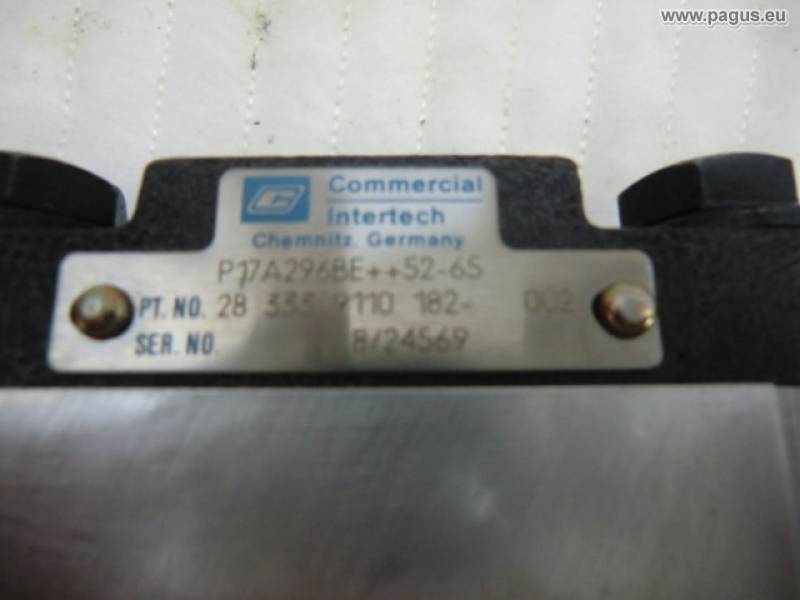 www.pagus.eu
Commercial
Intertech
Chemnitz. Germany
P17A296BE++52-65
PT. NO. 28 333 9110 182- 002
SER. NO. 8/24569